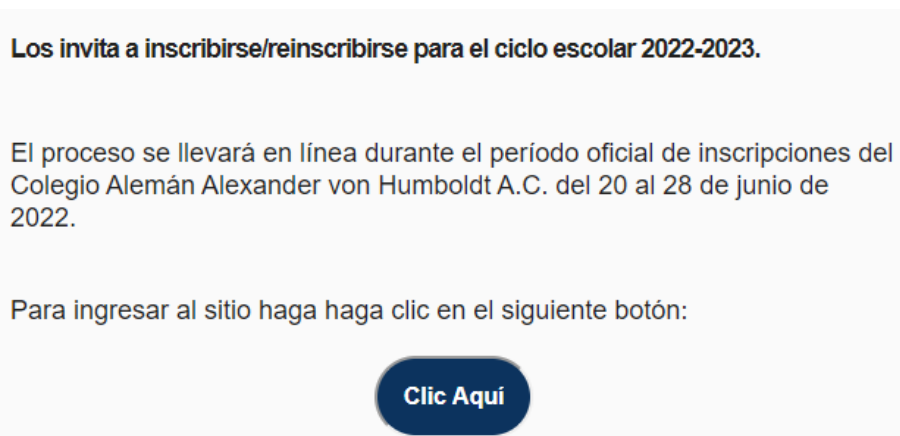 Los invita a inscribirse/reinscribirse para el ciclo escolar 2022-2023.
El proceso se llevará en línea durante el período oficial de inscripciones del
Colegio Alemán Alexander von Humboldt A.C. del 20 al 28 de junio de
2022.
Para ingresar al sitio haga haga clic en el siguiente botón:
Clic Aquí